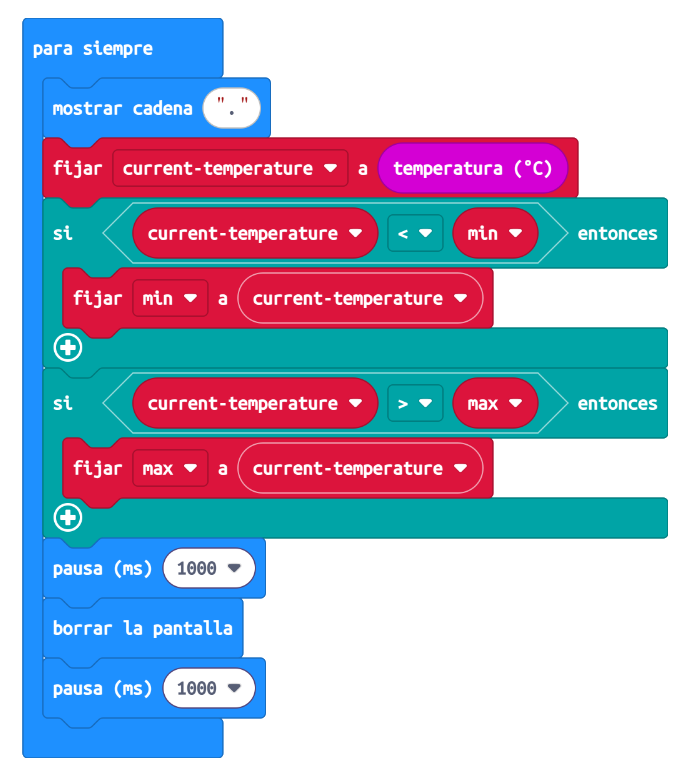 para siempre
mostrar cadena "."
fijar current-temperature a temperatura (°C)
si current-temperature < min entonces
fijar min a current-temperature
si current-temperature > max entonces
fijar max a current-temperature
pausa (ms) 1000
borrar la pantalla
pausa (ms) 1000